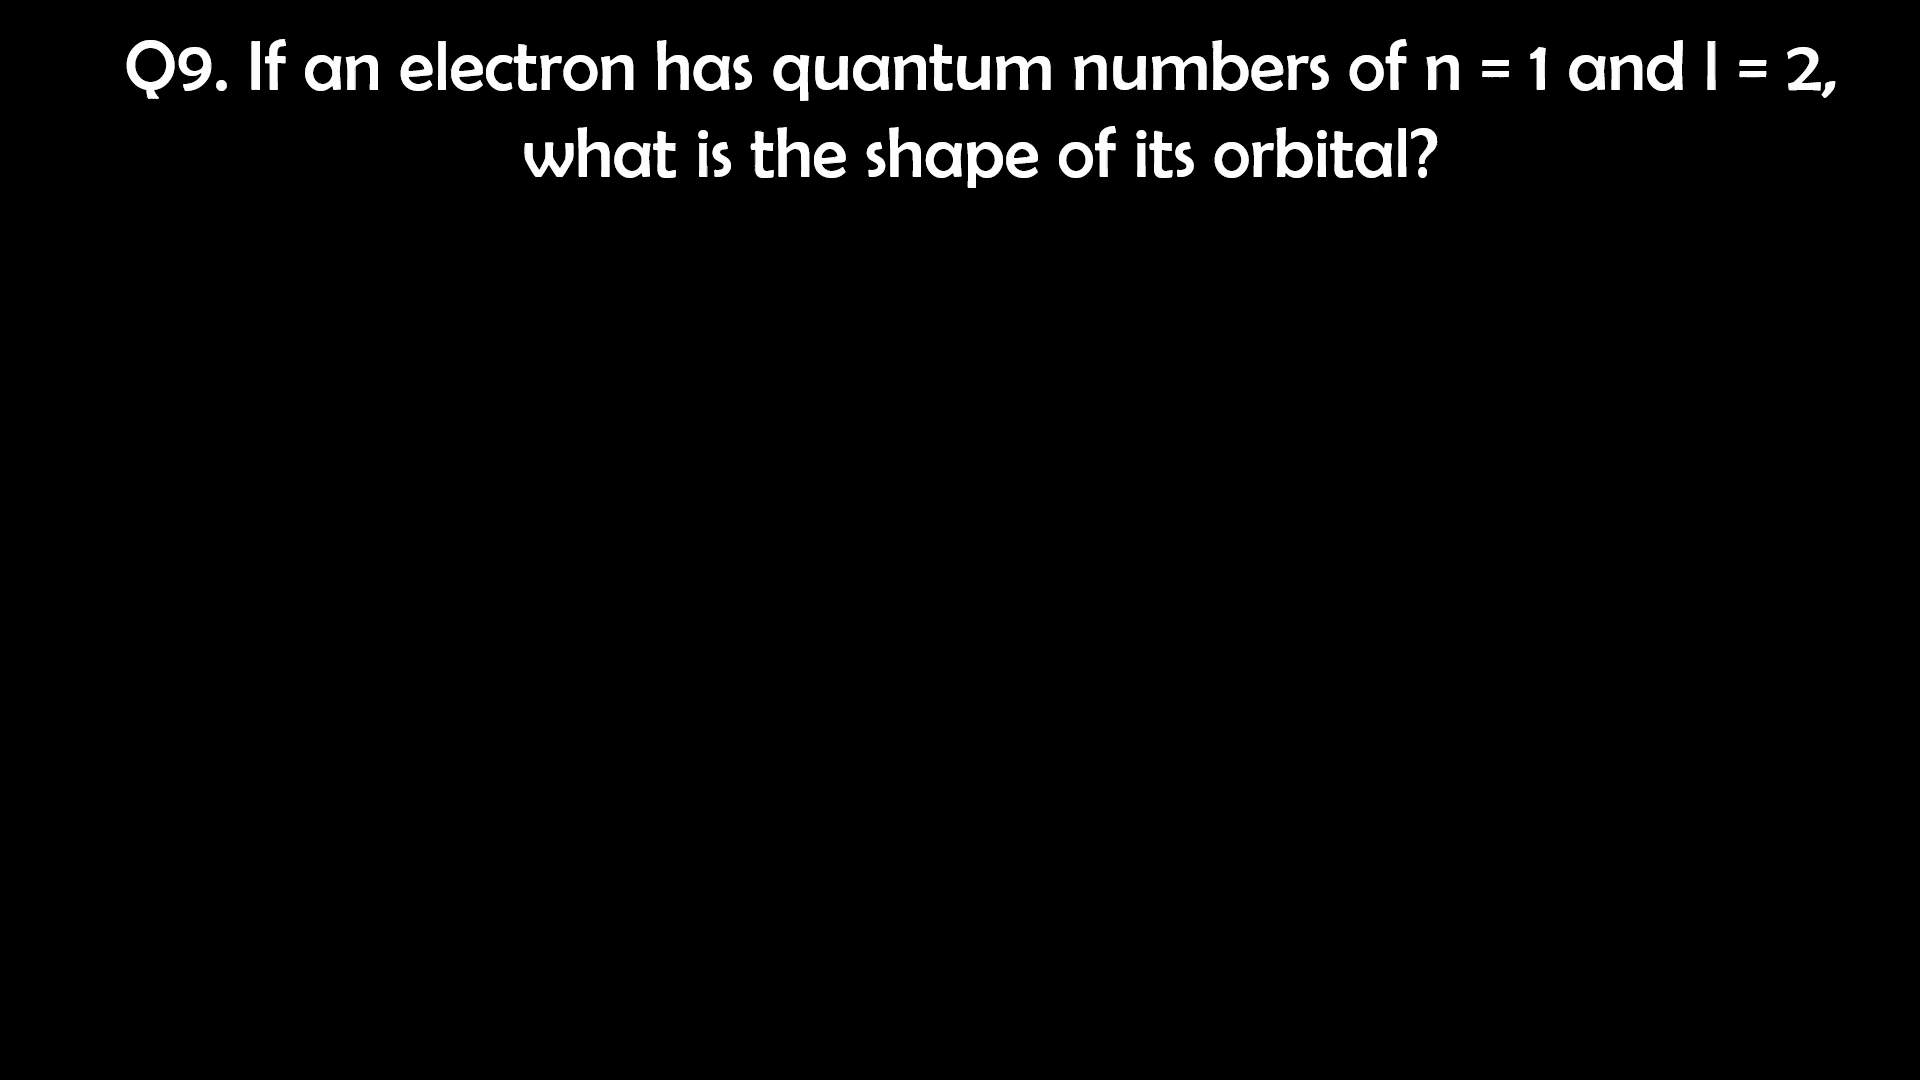 Q9. If an electron has quantum numbers of n = 1 and l = 2,
what is the shape of its orbital?